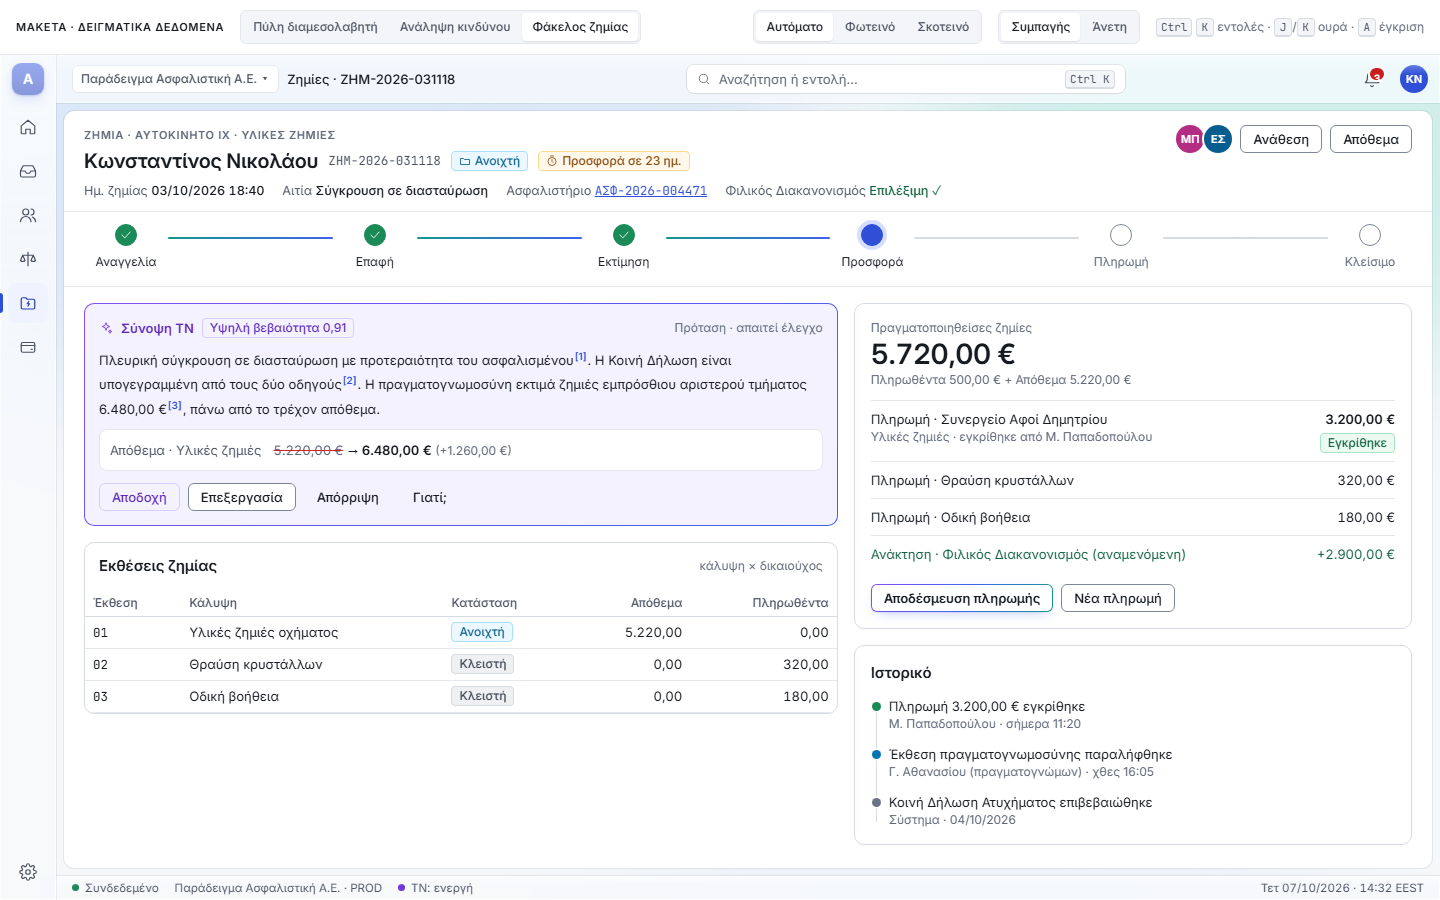 ΜΑΚΕΤΑ · ΔΕΙΓΜΑΤΙΚΑ ΔΕΔΟΜΕΝΑ
Πύλη διαμεσολαβητή Ανάληψη κινδύνου Φάκελος ζημίας
Αυτόματο Φωτεινό Σκοτεινό
Συμπαγής Άνετη
Ctrl K εντολές · J/K ουρά · A έγκριση
A
Παράδειγμα Ασφαλιστική Α.Ε.
Ζημίες · ΖΗΜ-2026-031118
Αναζήτηση ή εντολή…
Ctrl K
3
KN
ΖΗΜΙΑ · ΑΥΤΟΚΙΝΗΤΟ ΙΧ · ΥΛΙΚΕΣ ΖΗΜΙΕΣ
Κωνσταντίνος Νικολάου ΖΗΜ-2026-031118 Ανοιχτή Προσφορά σε 23 ημ.
ΜΠ ΕΣ Ανάθεση Απόθεμα
Ημ. ζημίας 03/10/2026 18:40 Αιτία Σύγκρουση σε διασταύρωση Ασφαλιστήριο ΑΣΦ-2026-004471 Φιλικός Διακανονισμός Επιλέξιμη ✓
Αναγγελία Επαφή Εκτίμηση Προσφορά Πληρωμή Κλείσιμο
Σύνοψη ΤΝ Υψηλή βεβαιότητα 0,91 Πρόταση · απαιτεί έλεγχο
Πλευρική σύγκρουση σε διασταύρωση με προτεραιότητα του ασφαλισμένου[1]. Η Κοινή Δήλωση είναι
υπογεγραμμένη από τους δύο οδηγούς[2]. Η πραγματογνωμοσύνη εκτιμά ζημίες εμπρόσθιου αριστερού τμήματος
6.480,00 €[3], πάνω από το τρέχον απόθεμα.
Απόθεμα · Υλικές ζημίες 5.220,00 € → 6.480,00 € (+1.260,00 €)
Αποδοχή Επεξεργασία Απόρριψη Γιατί;
Εκθέσεις ζημίας κάλυψη × δικαιούχος
Έκθεση Κάλυψη Κατάσταση Απόθεμα Πληρωθέντα
01 Υλικές ζημίες οχήματος Ανοιχτή 5.220,00 0,00
02 Θραύση κρυστάλλων Κλειστή 0,00 320,00
03 Οδική βοήθεια Κλειστή 0,00 180,00
Πραγματοποιηθείσες ζημίες
5.720,00 €
Πληρωθέντα 500,00 € + Απόθεμα 5.220,00 €
Πληρωμή · Συνεργείο Αφοί Δημητρίου 3.200,00 €
Υλικές ζημίες · εγκρίθηκε από Μ. Παπαδοπούλου Εγκρίθηκε
Πληρωμή · Θραύση κρυστάλλων 320,00 €
Πληρωμή · Οδική βοήθεια 180,00 €
Ανάκτηση · Φιλικός Διακανονισμός (αναμενόμενη) +2.900,00 €
Αποδέσμευση πληρωμής Νέα πληρωμή
Ιστορικό
Πληρωμή 3.200,00 € εγκρίθηκε
Μ. Παπαδοπούλου · σήμερα 11:20
Έκθεση πραγματογνωμοσύνης παραλήφθηκε
Γ. Αθανασίου (πραγματογνώμων) · χθες 16:05
Κοινή Δήλωση Ατυχήματος επιβεβαιώθηκε
Σύστημα · 04/10/2026
Συνδεδεμένο Παράδειγμα Ασφαλιστική Α.Ε. · PROD ΤΝ: ενεργή
Τετ 07/10/2026 · 14:32 EEST